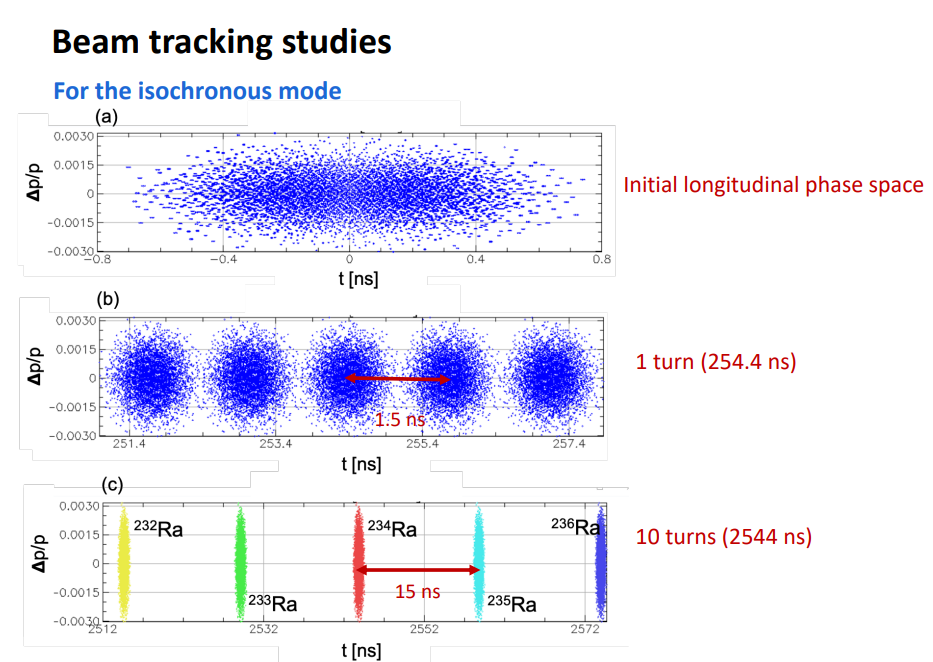 Beam tracking studies
For the isochronous mode
(a)
0.0030
0.0015
0
−0.0015
−0.0030
Δp/p
−0.8 −0.4 0 0.4 0.8
t [ns]
Initial longitudinal phase space
(b)
0.0030
0.0015
0
−0.0015
−0.0030
Δp/p
1.5 ns
251.4 253.4 255.4 257.4
t [ns]
1 turn (254.4 ns)
(c)
0.0030
0.0015
0
−0.0015
−0.0030
Δp/p
²³²Ra ²³⁴Ra ²³⁶Ra
15 ns
²³³Ra ²³⁵Ra
2512 2532 2552 2572
t [ns]
10 turns (2544 ns)